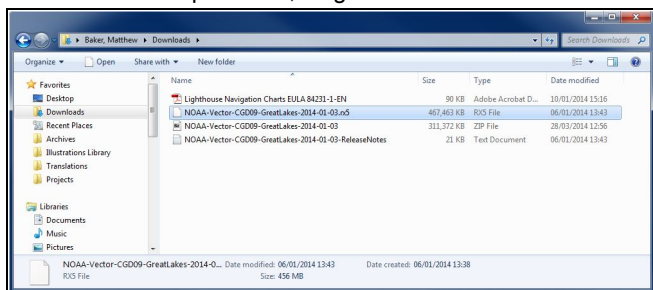 Baker, Matthew ▸ Downloads ▸
Search Downloads
Organize ▾ Open Share with ▾ New folder
Favorites
Desktop
Downloads
Recent Places
Archives
Illustrations Library
Translations
Projects
Libraries
Documents
Music
Pictures
Name Size Type Date modified
Lighthouse Navigation Charts EULA 84231-1-EN 90 KB Adobe Acrobat D... 10/01/2014 15:16
NOAA-Vector-CGD09-GreatLakes-2014-01-03.rx5 467,463 KB RX5 File 06/01/2014 13:43
NOAA-Vector-CGD09-GreatLakes-2014-01-03 311,372 KB ZIP File 28/03/2014 12:56
NOAA-Vector-CGD09-GreatLakes-2014-01-03-ReleaseNotes 21 KB Text Document 06/01/2014 13:43
NOAA-Vector-CGD09-GreatLakes-2014-0... Date modified: 06/01/2014 13:43 Date created: 06/01/2014 13:38
RX5 File Size: 456 MB